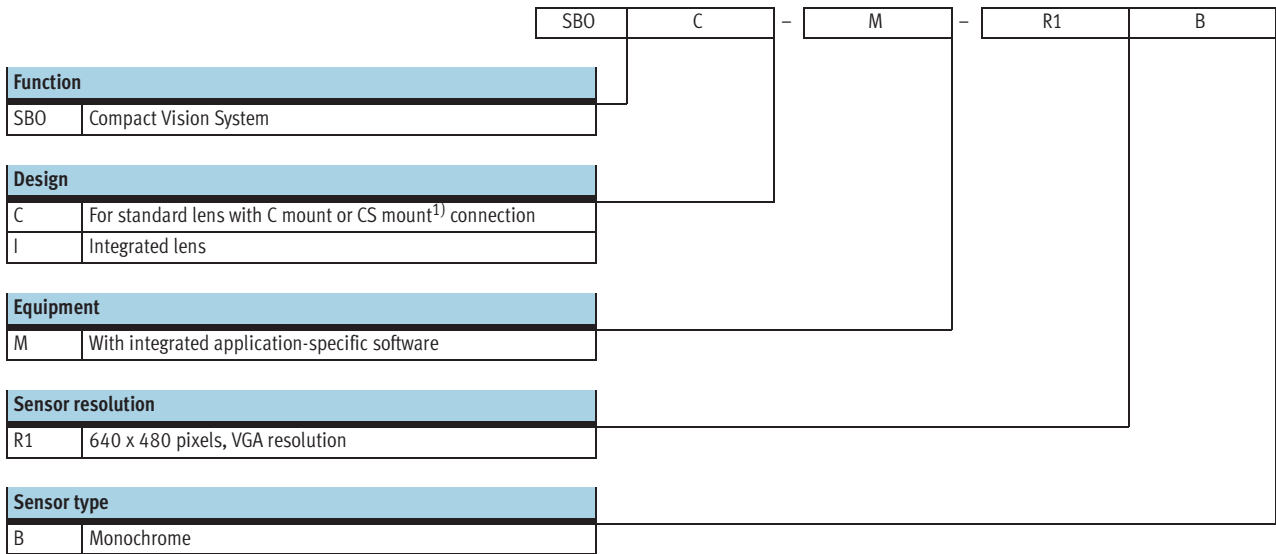 SBO C – M – R1 B
Function
SBO Compact Vision System
Design
C For standard lens with C mount or CS mount1) connection
I Integrated lens
Equipment
M With integrated application-specific software
Sensor resolution
R1 640 x 480 pixels, VGA resolution
Sensor type
B Monochrome